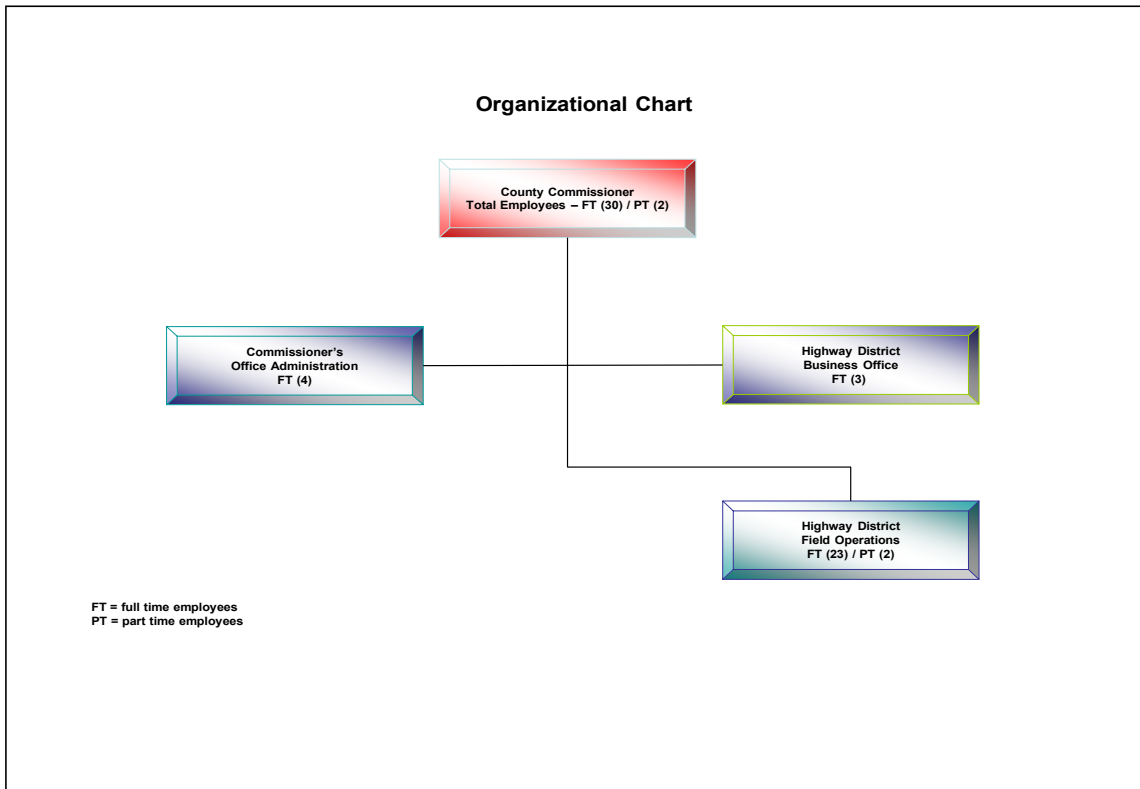 Organizational Chart
County Commissioner
Total Employees – FT (30) / PT (2)
Commissioner's
Office Administration
FT (4)
Highway District
Business Office
FT (3)
Highway District
Field Operations
FT (23) / PT (2)
FT = full time employees
PT = part time employees